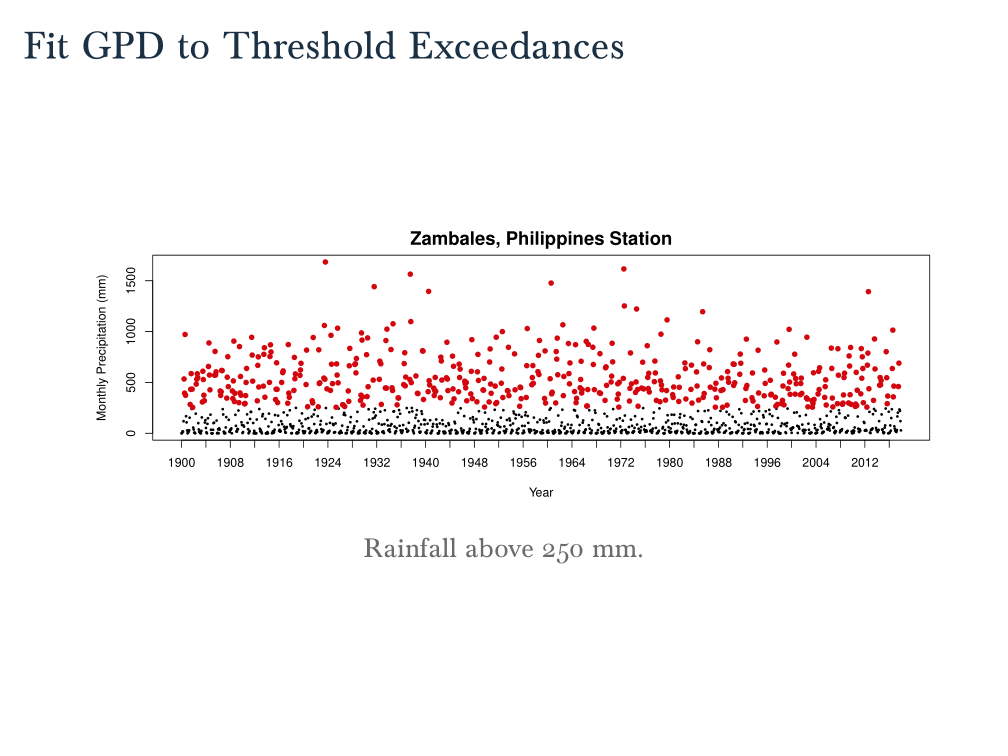 Fit GPD to Threshold Exceedances
Zambales, Philippines Station
Monthly Precipitation (mm)
1500
1000
500
0
1900 1908 1916 1924 1932 1940 1948 1956 1964 1972 1980 1988 1996 2004 2012
Year
Rainfall above 250 mm.